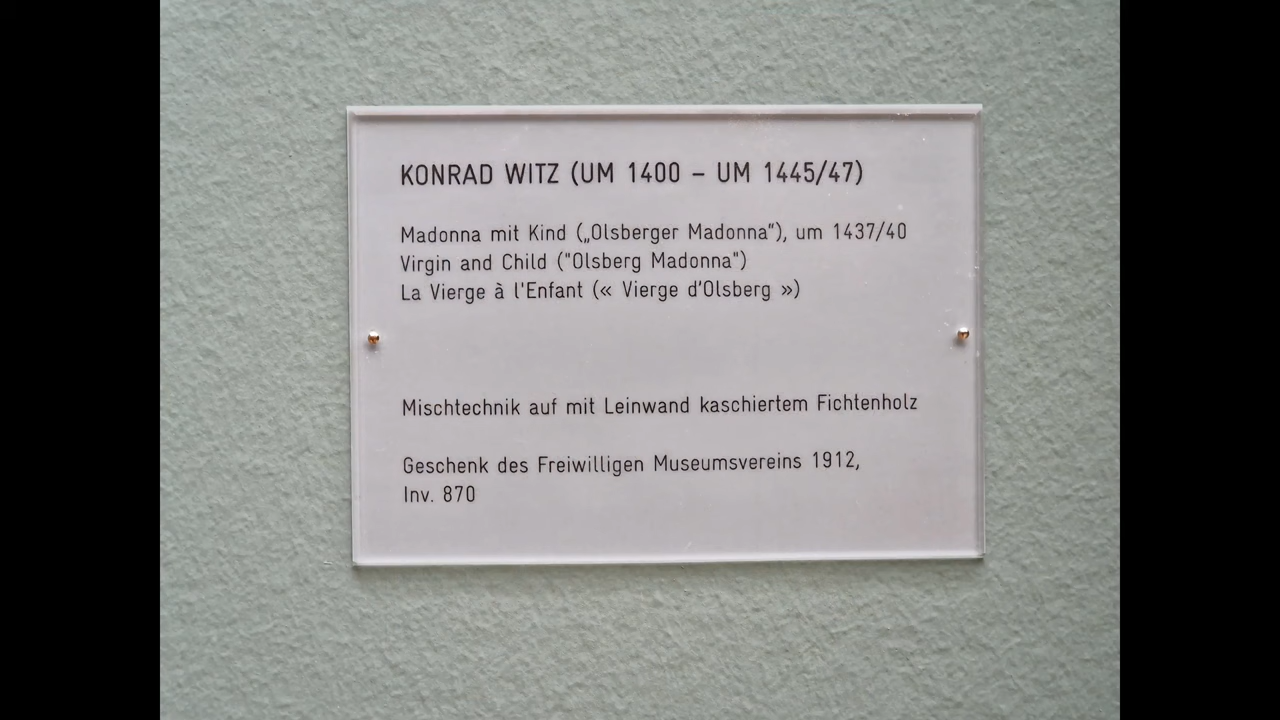 KONRAD WITZ (UM 1400 – UM 1445/47)
Madonna mit Kind („Olsberger Madonna"), um 1437/40
Virgin and Child ("Olsberg Madonna")
La Vierge à l'Enfant (« Vierge d'Olsberg »)
Mischtechnik auf mit Leinwand kaschiertem Fichtenholz
Geschenk des Freiwilligen Museumsvereins 1912,
Inv. 870